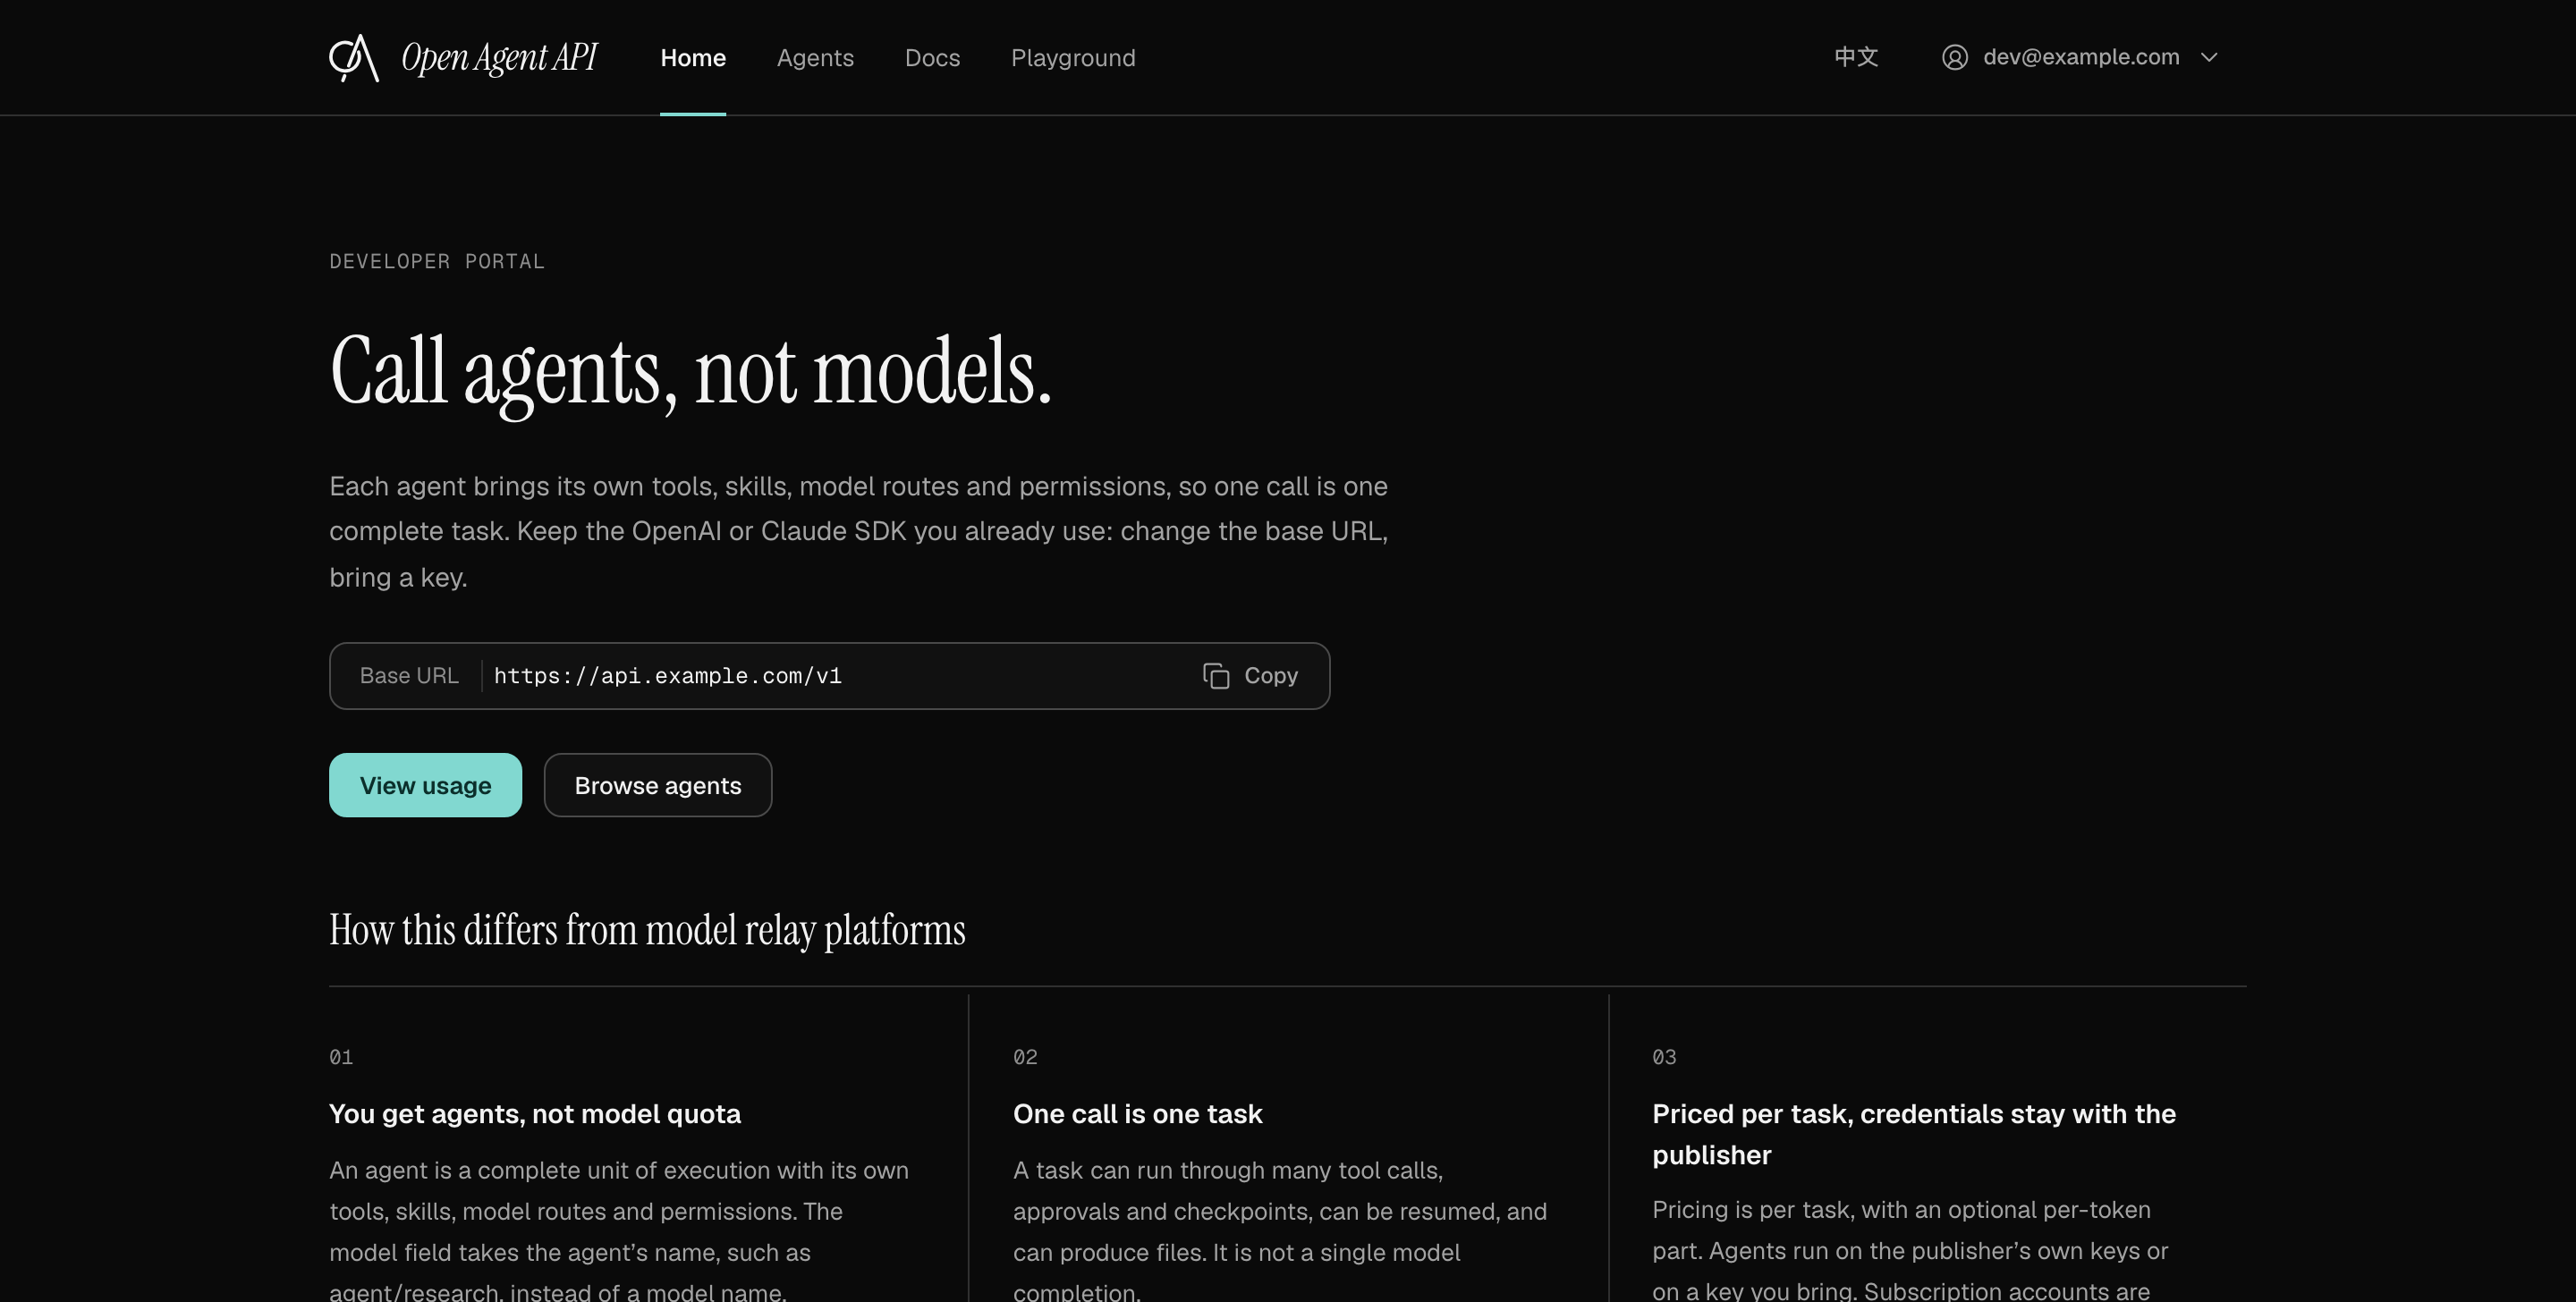 Open Agent API
Home
Agents
Docs
Playground
中文
dev@example.com
DEVELOPER PORTAL
Call agents, not models.
Each agent brings its own tools, skills, model routes and permissions, so one call is one
complete task. Keep the OpenAI or Claude SDK you already use: change the base URL,
bring a key.
Base URL
https://api.example.com/v1
Copy
View usage
Browse agents
How this differs from model relay platforms
01
You get agents, not model quota
An agent is a complete unit of execution with its own
tools, skills, model routes and permissions. The
model field takes the agent’s name, such as
agent/research, instead of a model name.
02
One call is one task
A task can run through many tool calls,
approvals and checkpoints, can be resumed, and
can produce files. It is not a single model
completion.
03
Priced per task, credentials stay with the
publisher
Pricing is per task, with an optional per-token
part. Agents run on the publisher’s own keys or
on a key you bring. Subscription accounts are